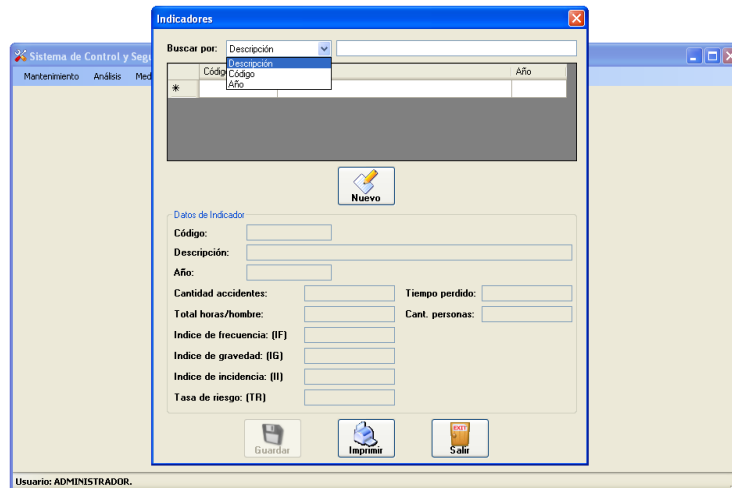 Indicadores
Sistema de Control y Segu
Buscar por: Descripción
Mantenimiento Análisis Med
Descripción
Código
Año
Códig Año
Nuevo
Datos de Indicador
Código:
Descripción:
Año:
Cantidad accidentes: Tiempo perdido:
Total horas/hombre: Cant. personas:
Indice de frecuencia: (IF)
Indice de gravedad: (IG)
Indice de incidencia: (II)
Tasa de riesgo: (TR)
Guardar Imprimir EXIT Salir
Usuario: ADMINISTRADOR.